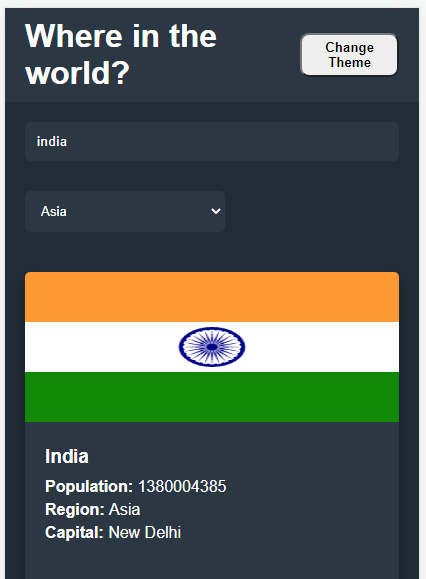 Where in the
world?
Change
Theme
india
Asia
India
Population: 1380004385
Region: Asia
Capital: New Delhi